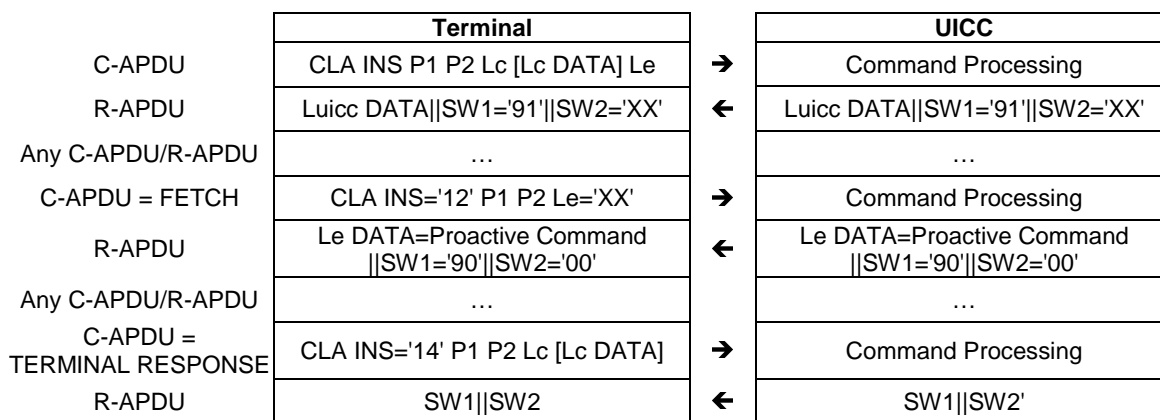 Terminal UICC
C-APDU CLA INS P1 P2 Lc [Lc DATA] Le ➔ Command Processing
R-APDU Luicc DATA||SW1='91'||SW2='XX' 🡸 Luicc DATA||SW1='91'||SW2='XX'
Any C-APDU/R-APDU … …
C-APDU = FETCH CLA INS='12' P1 P2 Le='XX' ➔ Command Processing
R-APDU Le DATA=Proactive Command 🡸 Le DATA=Proactive Command
||SW1='90'||SW2='00' ||SW1='90'||SW2='00'
Any C-APDU/R-APDU … …
C-APDU =
TERMINAL RESPONSE CLA INS='14' P1 P2 Lc [Lc DATA] ➔ Command Processing
R-APDU SW1||SW2 🡸 SW1||SW2'